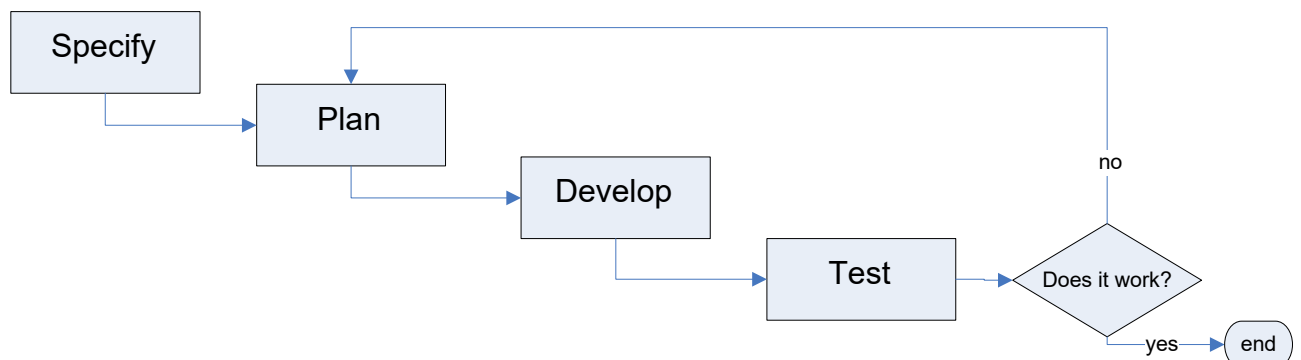 Specify
Plan
Develop
Test
Does it work?
no
yes
end